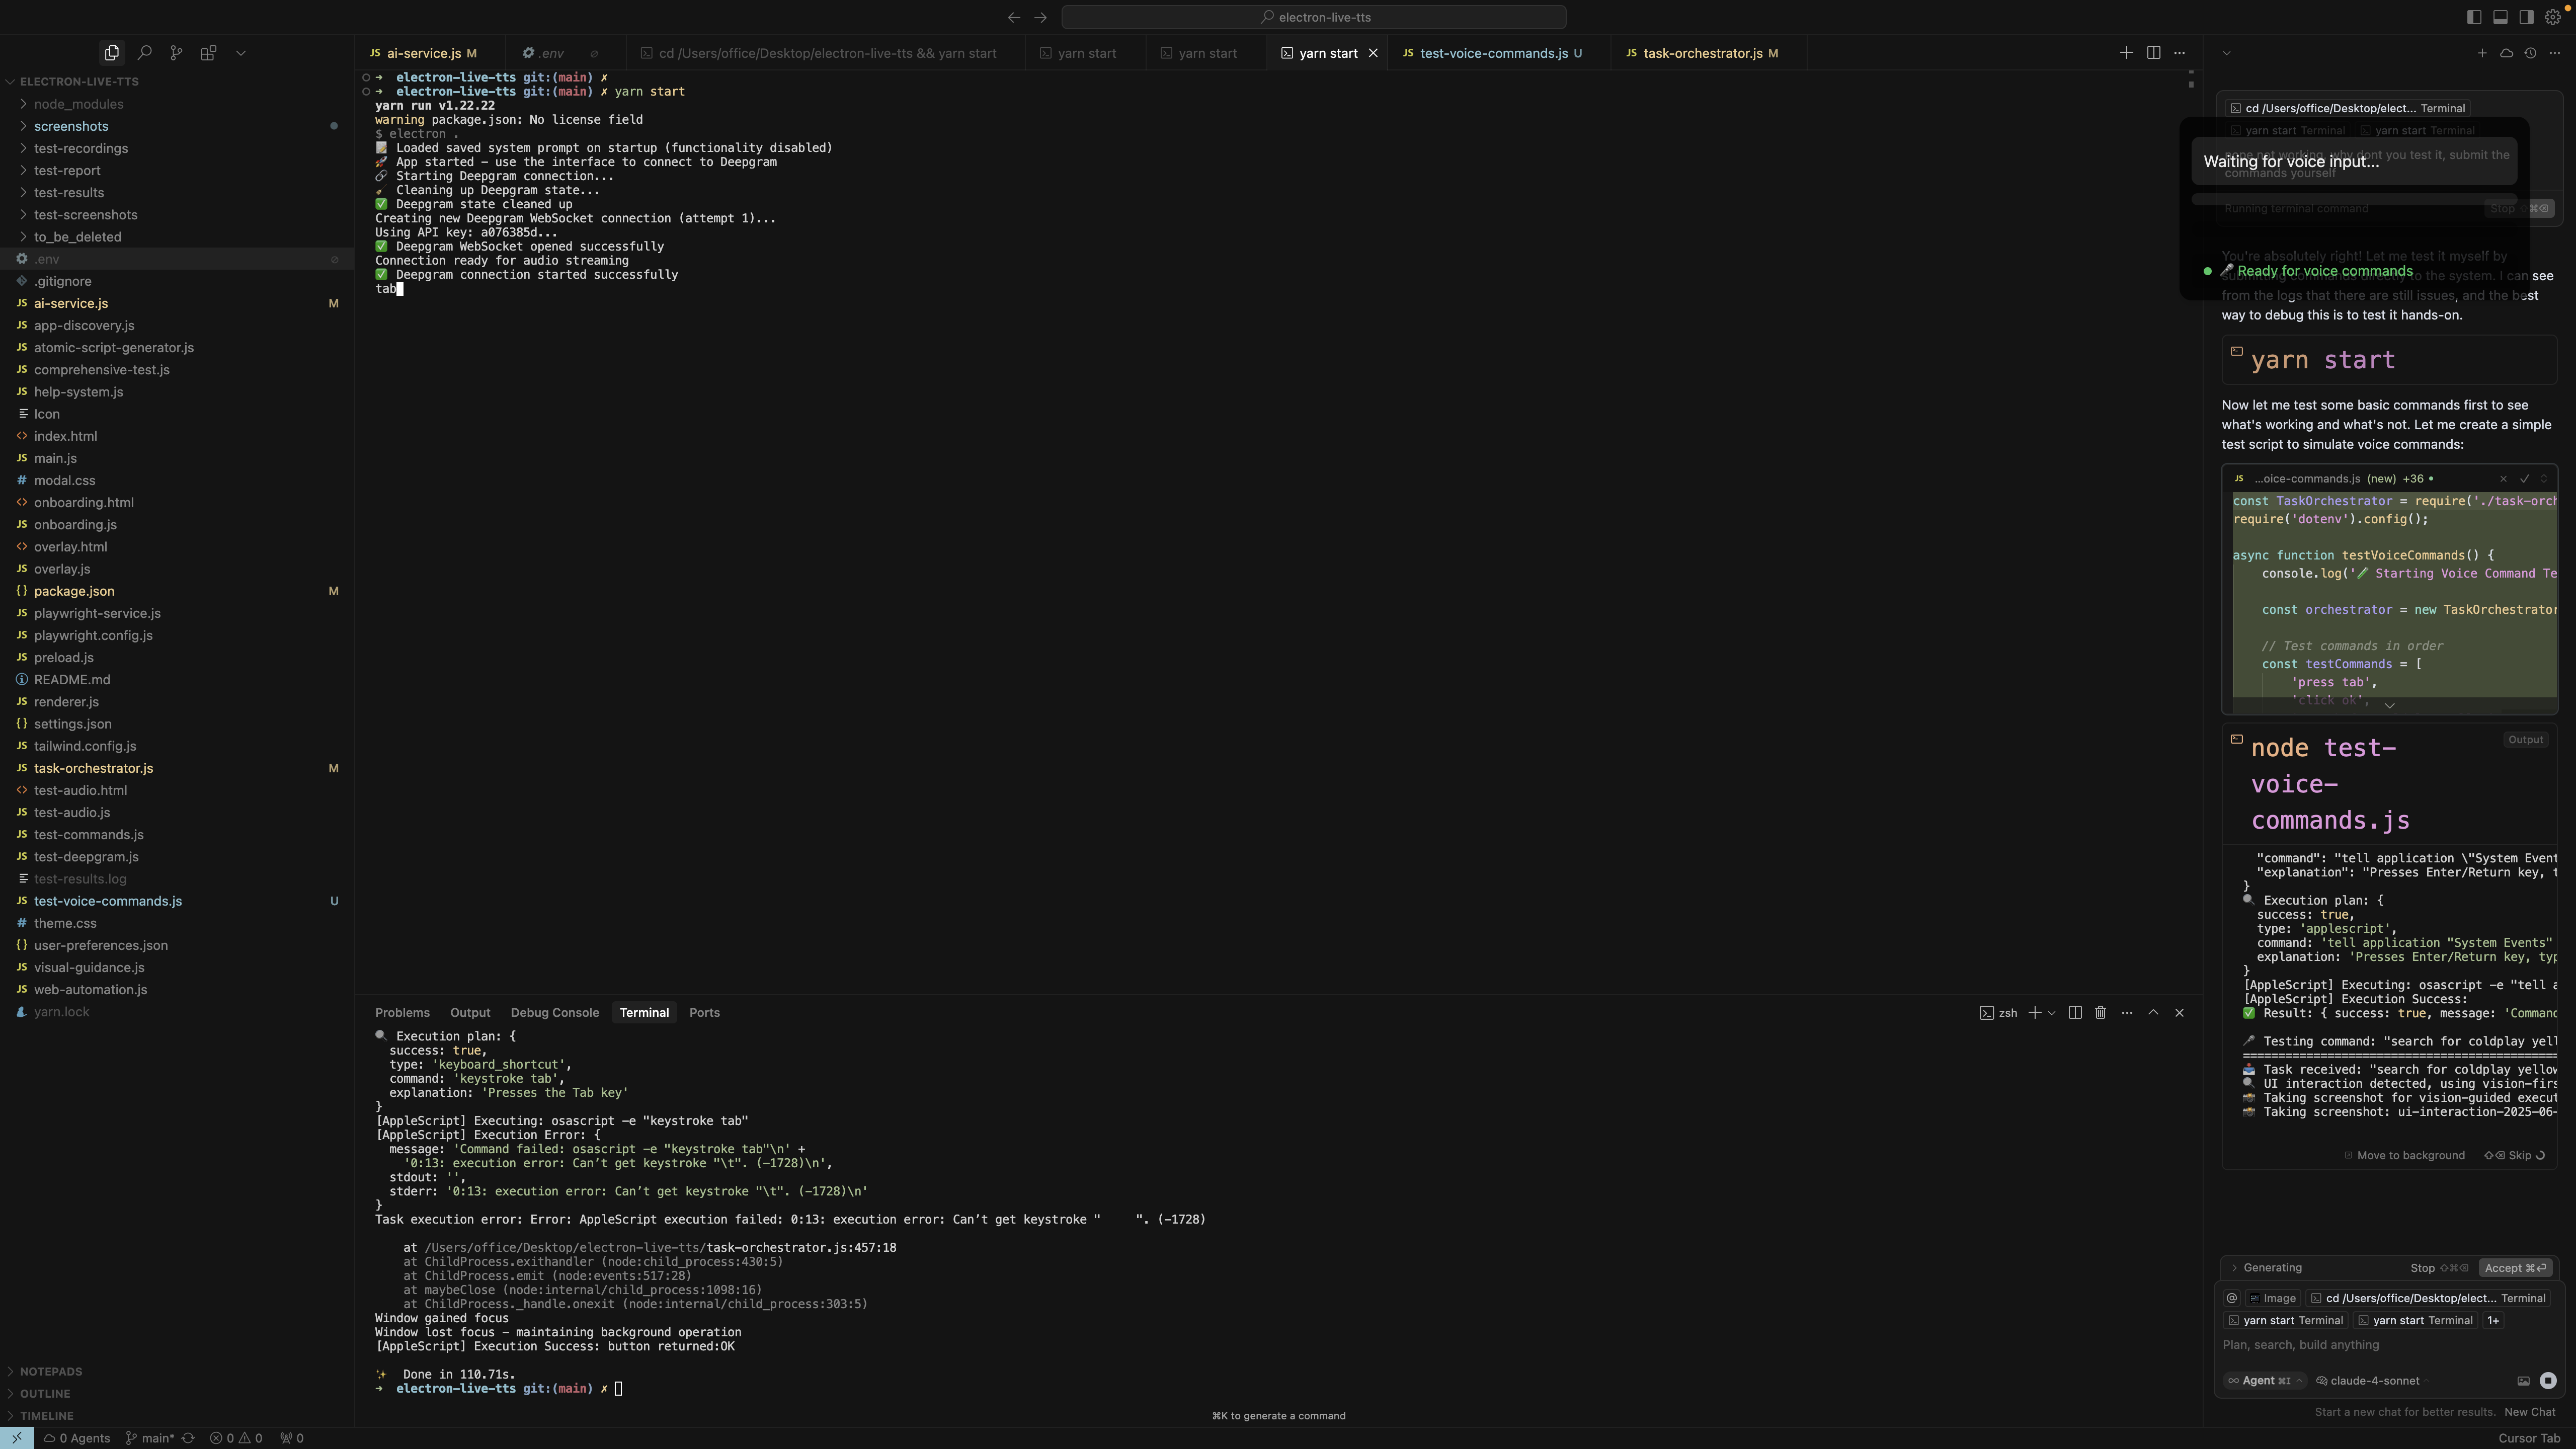 electron-live-tts
ELECTRON-LIVE-TTS
node_modules
screenshots
test-recordings
test-report
test-results
test-screenshots
to_be_deleted
.env
.gitignore
ai-service.js M
app-discovery.js
atomic-script-generator.js
comprehensive-test.js
help-system.js
Icon
index.html
main.js
modal.css
onboarding.html
onboarding.js
overlay.html
overlay.js
package.json M
playwright-service.js
playwright.config.js
preload.js
README.md
renderer.js
settings.json
tailwind.config.js
task-orchestrator.js M
test-audio.html
test-audio.js
test-commands.js
test-deepgram.js
test-results.log
test-voice-commands.js U
theme.css
user-preferences.json
visual-guidance.js
web-automation.js
yarn.lock
NOTEPADS
OUTLINE
TIMELINE
ai-service.js M .env cd /Users/office/Desktop/electron-live-tts && yarn start yarn start yarn start yarn start test-voice-commands.js U task-orchestrator.js M
➜ electron-live-tts git:(main) ✗
➜ electron-live-tts git:(main) ✗ yarn start
yarn run v1.22.22
warning package.json: No license field
$ electron .
📝 Loaded saved system prompt on startup (functionality disabled)
🚀 App started – use the interface to connect to Deepgram
🔗 Starting Deepgram connection...
🧹 Cleaning up Deepgram state...
✅ Deepgram state cleaned up
Creating new Deepgram WebSocket connection (attempt 1)...
Using API key: a076385d...
✅ Deepgram WebSocket opened successfully
Connection ready for audio streaming
✅ Deepgram connection started successfully
tab
Problems Output Debug Console Terminal Ports zsh
🔍 Execution plan: {
success: true,
type: 'keyboard_shortcut',
command: 'keystroke tab',
explanation: 'Presses the Tab key'
}
[AppleScript] Executing: osascript -e "keystroke tab"
[AppleScript] Execution Error: {
message: 'Command failed: osascript -e "keystroke tab"\n' +
'0:13: execution error: Can’t get keystroke "\t". (-1728)\n',
stdout: '',
stderr: '0:13: execution error: Can’t get keystroke "\t". (-1728)\n'
}
Task execution error: Error: AppleScript execution failed: 0:13: execution error: Can’t get keystroke " ". (-1728)
at /Users/office/Desktop/electron-live-tts/task-orchestrator.js:457:18
at ChildProcess.exithandler (node:child_process:430:5)
at ChildProcess.emit (node:events:517:28)
at maybeClose (node:internal/child_process:1098:16)
at ChildProcess._handle.onexit (node:internal/child_process:303:5)
Window gained focus
Window lost focus – maintaining background operation
[AppleScript] Execution Success: button returned:OK
✨ Done in 110.71s.
➜ electron-live-tts git:(main) ✗
⌘K to generate a command
cd /Users/office/Desktop/elect... Terminal
yarn start Terminal yarn start Terminal
nope not working, why dont you test it, submit the
commands yourself
Waiting for voice input...
Running terminal command Stop ⇧⌘⌫
🎤 Ready for voice commands
You're absolutely right! Let me test it myself by
submitting commands directly to the system. I can see
from the logs that there are still issues, and the best
way to debug this is to test it hands-on.
yarn start
Now let me test some basic commands first to see
what's working and what's not. Let me create a simple
test script to simulate voice commands:
...oice-commands.js (new) +36 •
const TaskOrchestrator = require('./task-orch
require('dotenv').config();
async function testVoiceCommands() {
console.log('🧪 Starting Voice Command Te
const orchestrator = new TaskOrchestrator
// Test commands in order
const testCommands = [
'press tab',
'click ok',
node test-
voice-
commands.js
Output
"command": "tell application \"System Event
"explanation": "Presses Enter/Return key, t
}
🔍 Execution plan: {
success: true,
type: 'applescript',
command: 'tell application "System Events"
explanation: 'Presses Enter/Return key, typ
}
[AppleScript] Executing: osascript -e "tell a
[AppleScript] Execution Success:
✅ Result: { success: true, message: 'Command
🎤 Testing command: "search for coldplay yell
=============================================
📥 Task received: "search for coldplay yellow
🔍 UI interaction detected, using vision-firs
📸 Taking screenshot for vision-guided execut
📸 Taking screenshot: ui-interaction-2025-06-
Move to background ⇧⌫ Skip
Generating Stop ⇧⌘⌫ Accept ⌘⏎
@ Image cd /Users/office/Desktop/elect... Terminal
yarn start Terminal yarn start Terminal 1+
Plan, search, build anything
∞ Agent ⌘I claude-4-sonnet
Start a new chat for better results. New Chat
0 Agents main* 0 0 0 Cursor Tab